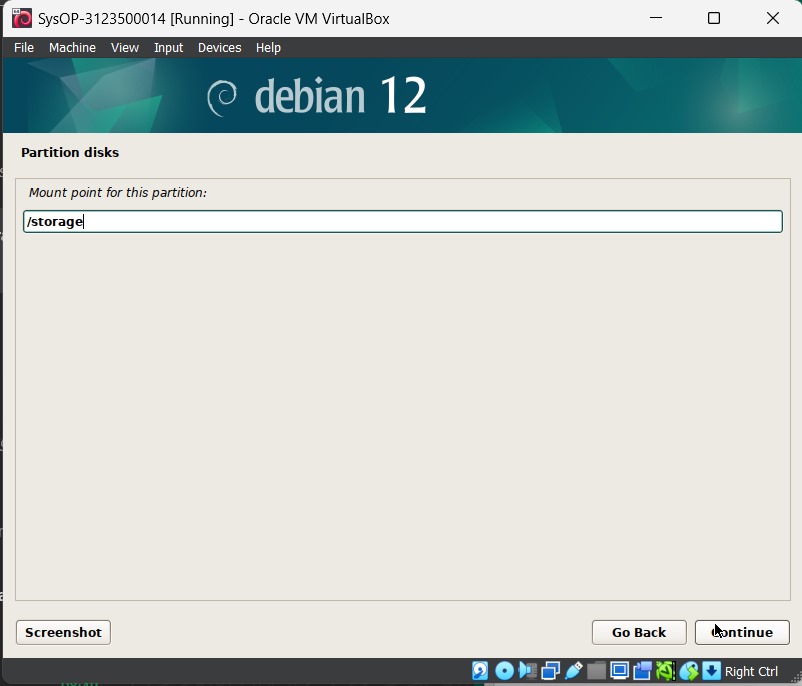 SysOP-3123500014 [Running] - Oracle VM VirtualBox
File Machine View Input Devices Help
debian 12
Partition disks
Mount point for this partition:
/storage
Screenshot
Go Back
Continue
Right Ctrl